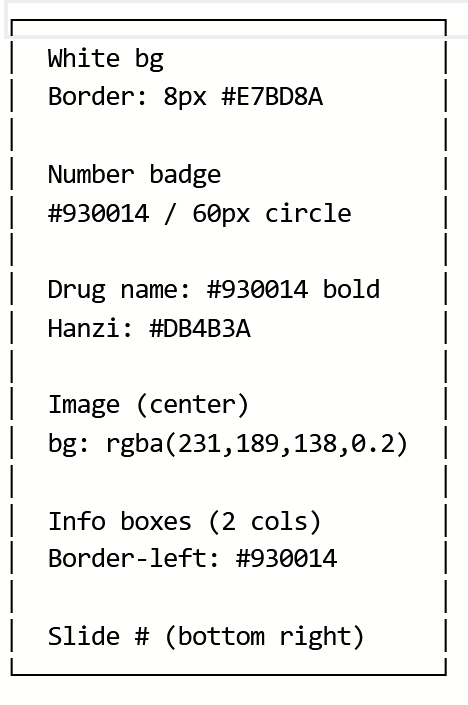 White bg
Border: 8px #E7BD8A
Number badge
#930014 / 60px circle
Drug name: #930014 bold
Hanzi: #DB4B3A
Image (center)
bg: rgba(231,189,138,0.2)
Info boxes (2 cols)
Border-left: #930014
Slide # (bottom right)